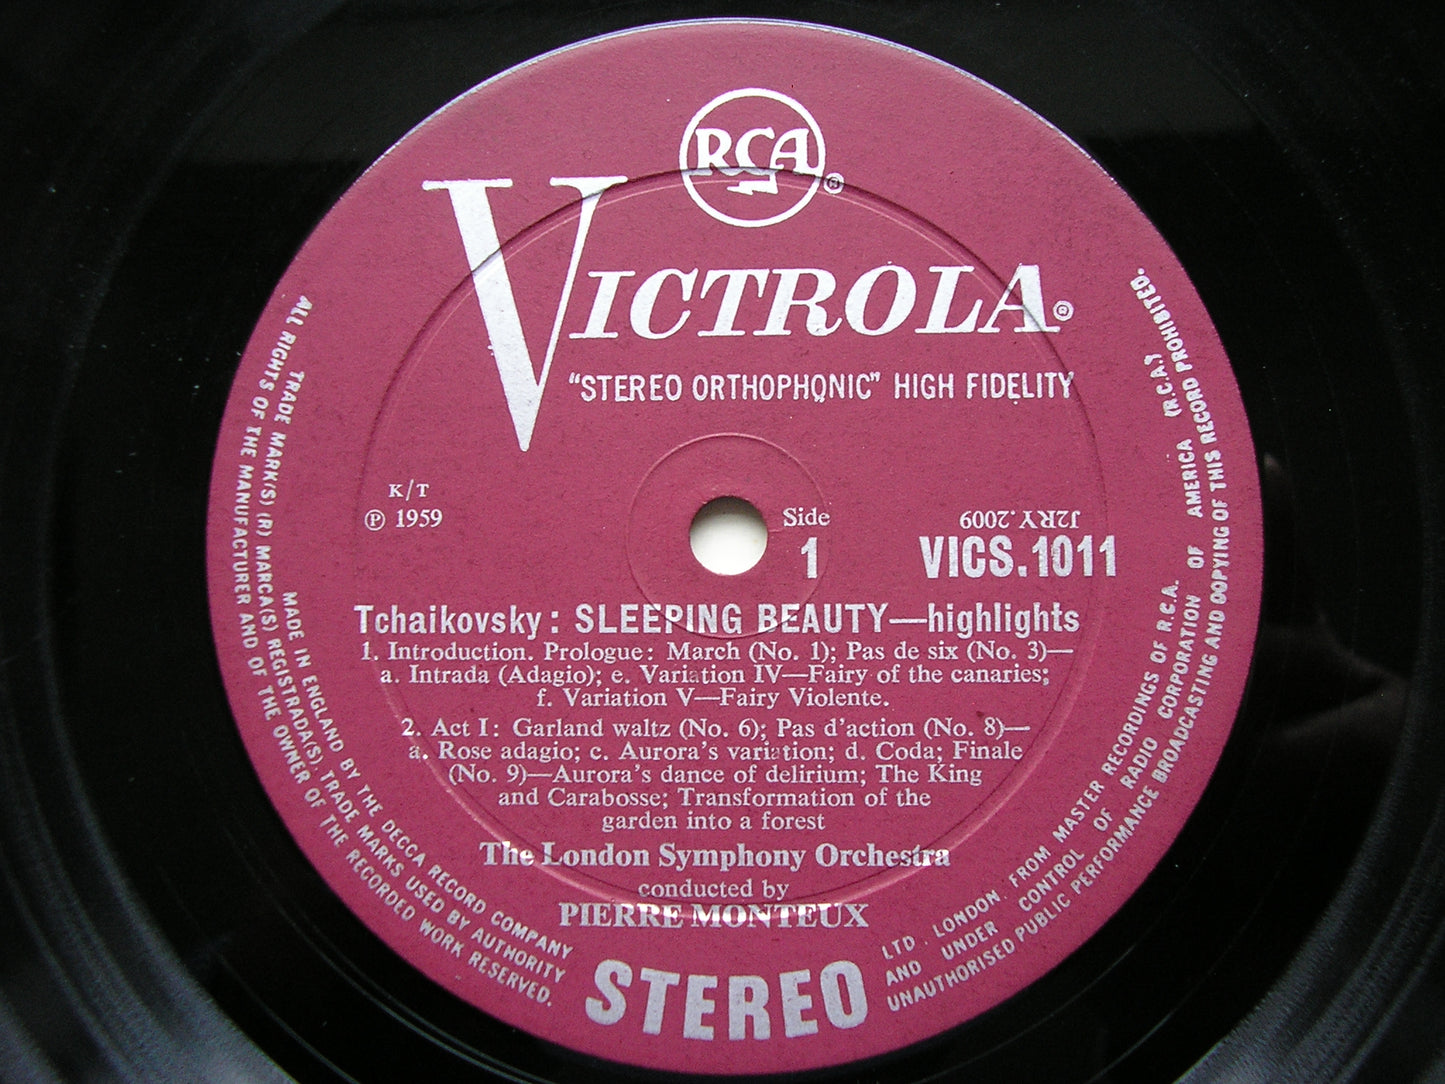 RCA
®
VICTROLA®
"STEREO ORTHOPHONIC" HIGH FIDELITY
K/T
℗ 1959
Side
1
J2RY.2009
VICS.1011
Tchaikovsky: SLEEPING BEAUTY—highlights
1. Introduction. Prologue: March (No. 1); Pas de six (No. 3)—
a. Intrada (Adagio); e. Variation IV—Fairy of the canaries;
f. Variation V—Fairy Violente.
2. Act I: Garland waltz (No. 6); Pas d'action (No. 8)—
a. Rose adagio; c. Aurora's variation; d. Coda; Finale
(No. 9)—Aurora's dance of delirium; The King
and Carabosse; Transformation of the
garden into a forest
The London Symphony Orchestra
conducted by
PIERRE MONTEUX
STEREO
TRADE MARK(S) (R) MARCA(S) REGISTRADA(S). TRADE MARKS USED BY AUTHORITY
OF RADIO CORPORATION OF AMERICA (R.C.A.)
MADE IN ENGLAND BY THE DECCA RECORD COMPANY
LTD. LONDON. FROM MASTER RECORDINGS OF R.C.A.
AND UNDER CONTROL
ALL RIGHTS OF THE MANUFACTURER AND OF THE OWNER OF THE RECORDED WORK RESERVED.
UNAUTHORISED PUBLIC PERFORMANCE BROADCASTING AND COPYING OF THIS RECORD PROHIBITED.